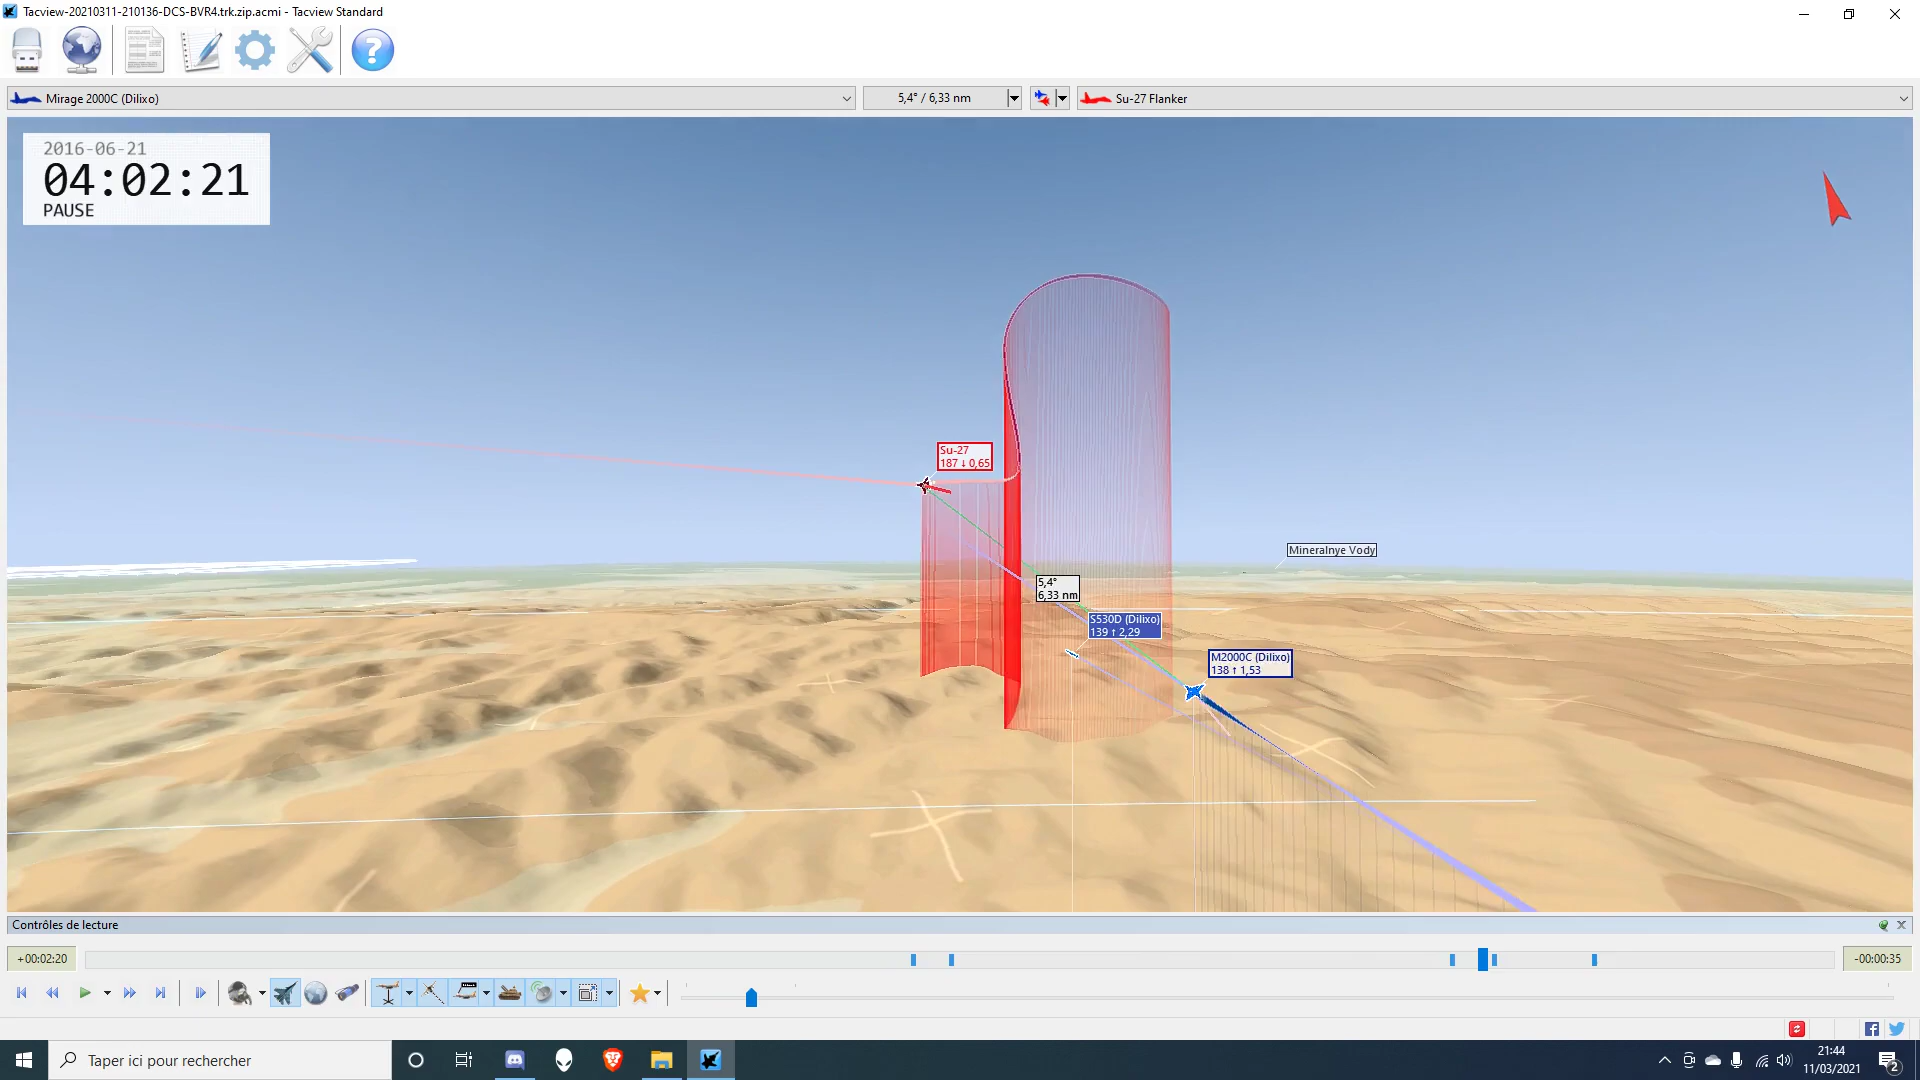 Tacview-20210311-210136-DCS-BVR4.trk.zip.acmi - Tacview Standard
Mirage 2000C (Dilixo)
5,4° / 6,33 nm
Su-27 Flanker
2016-06-21
04:02:21
PAUSE
Su-27
187 ↓ 0,65
Mineralnye Vody
5,4°
6,33 nm
S530D (Dilixo)
139 ↑ 2,29
M2000C (Dilixo)
138 ↑ 1,53
Contrôles de lecture
+00:02:20
-00:00:35
Taper ici pour rechercher
21:44
11/03/2021
2